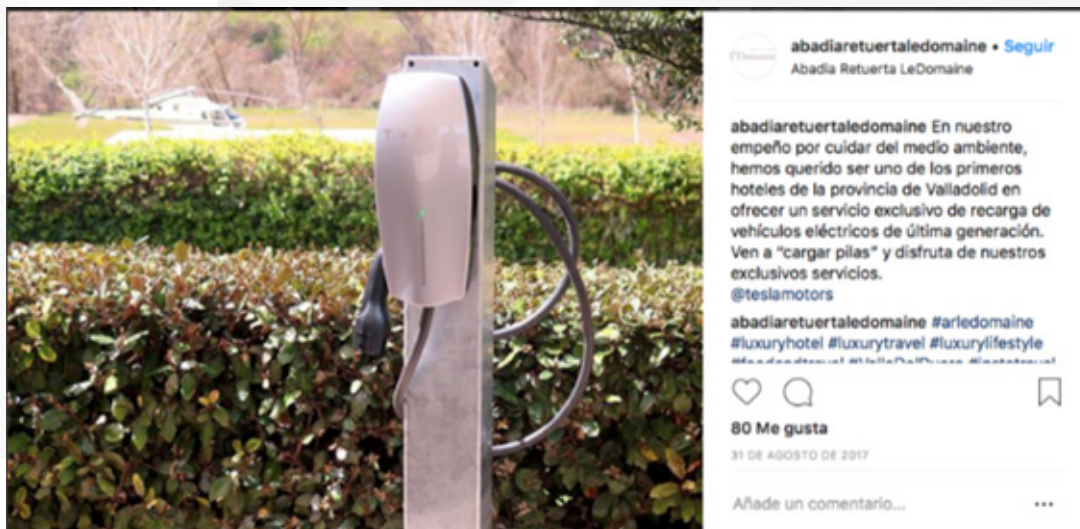 abadiaretuertaledomaine • Seguir
Abadia Retuerta LeDomaine
abadiaretuertaledomaine En nuestro
empeño por cuidar del medio ambiente,
hemos querido ser uno de los primeros
hoteles de la provincia de Valladolid en
ofrecer un servicio exclusivo de recarga de
vehículos eléctricos de última generación.
Ven a “cargar pilas” y disfruta de nuestros
exclusivos servicios.
@teslamotors
abadiaretuertaledomaine #arledomaine
#luxuryhotel #luxurytravel #luxurylifestyle
80 Me gusta
31 DE AGOSTO DE 2017
Añade un comentario...